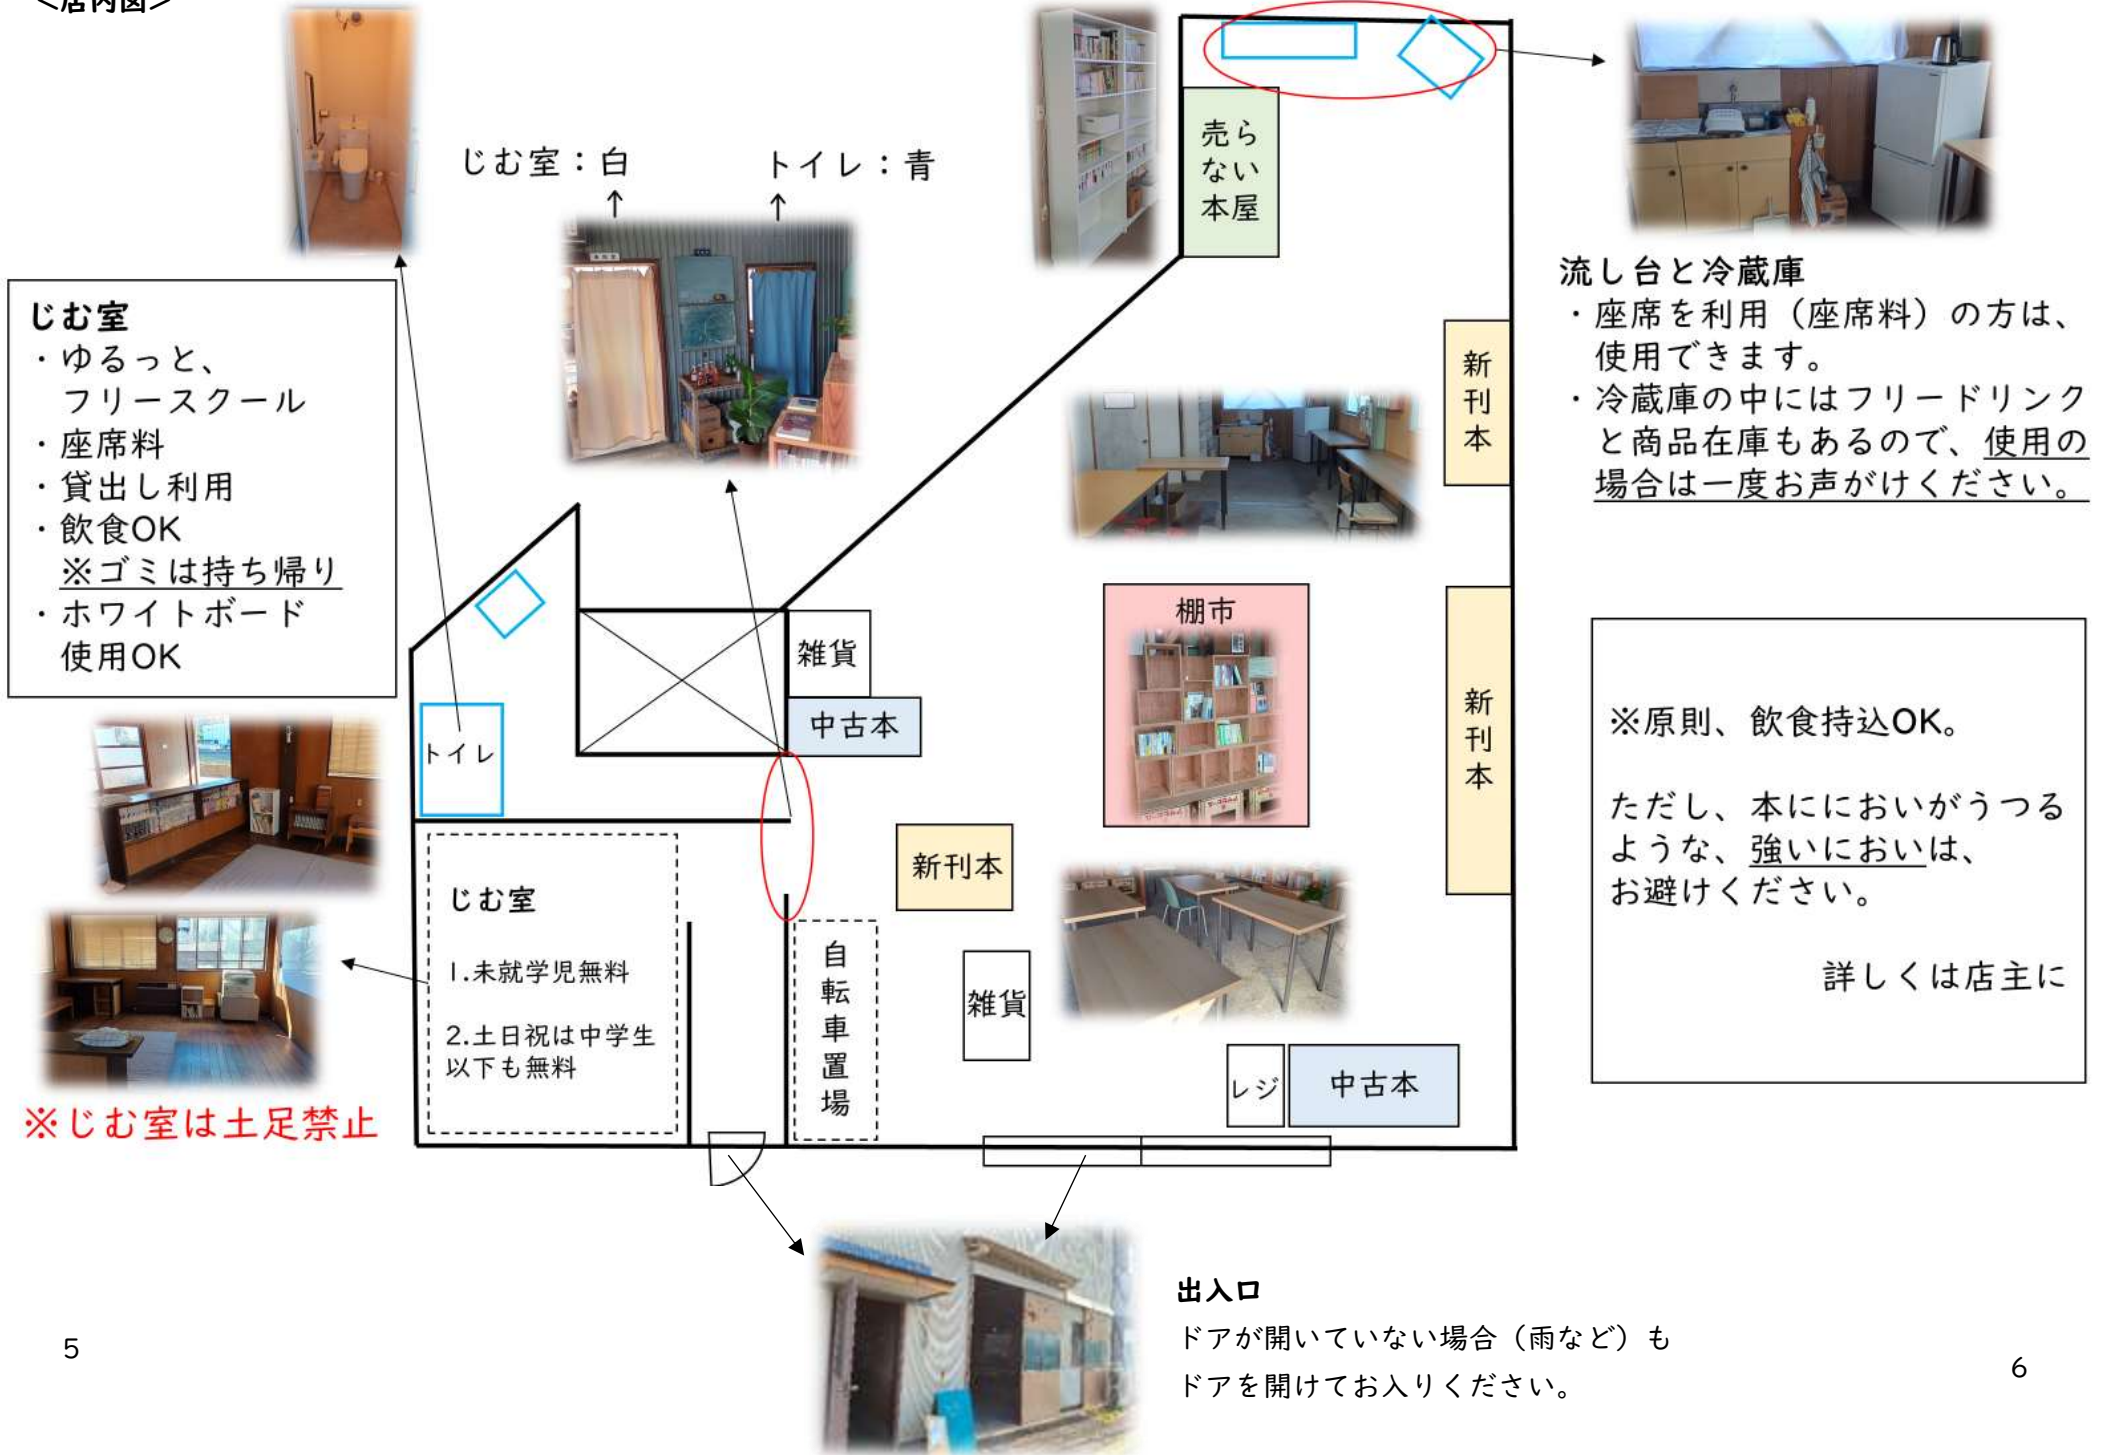 <店内図>
じむ室：白
トイレ：青
↑
↑
売ら
ない
本屋
じむ室
・ゆるっと、
フリースクール
・座席料
・貸出し利用
・飲食OK
※ゴミは持ち帰り
・ホワイトボード
使用OK
流し台と冷蔵庫
・座席を利用（座席料）の方は、
使用できます。
・冷蔵庫の中にはフリードリンク
と商品在庫もあるので、使用の
場合は一度お声がけください。
新
刊
本
棚市
雑貨
中古本
トイレ
新
刊
本
※原則、飲食持込OK。
ただし、本ににおいがうつる
ような、強いにおいは、
お避けください。
詳しくは店主に
新刊本
じむ室
1.未就学児無料
2.土日祝は中学生
以下も無料
自
転
車
置
場
雑貨
レジ
中古本
※じむ室は土足禁止
出入口
ドアが開いていない場合（雨など）も
ドアを開けてお入りください。
5
6